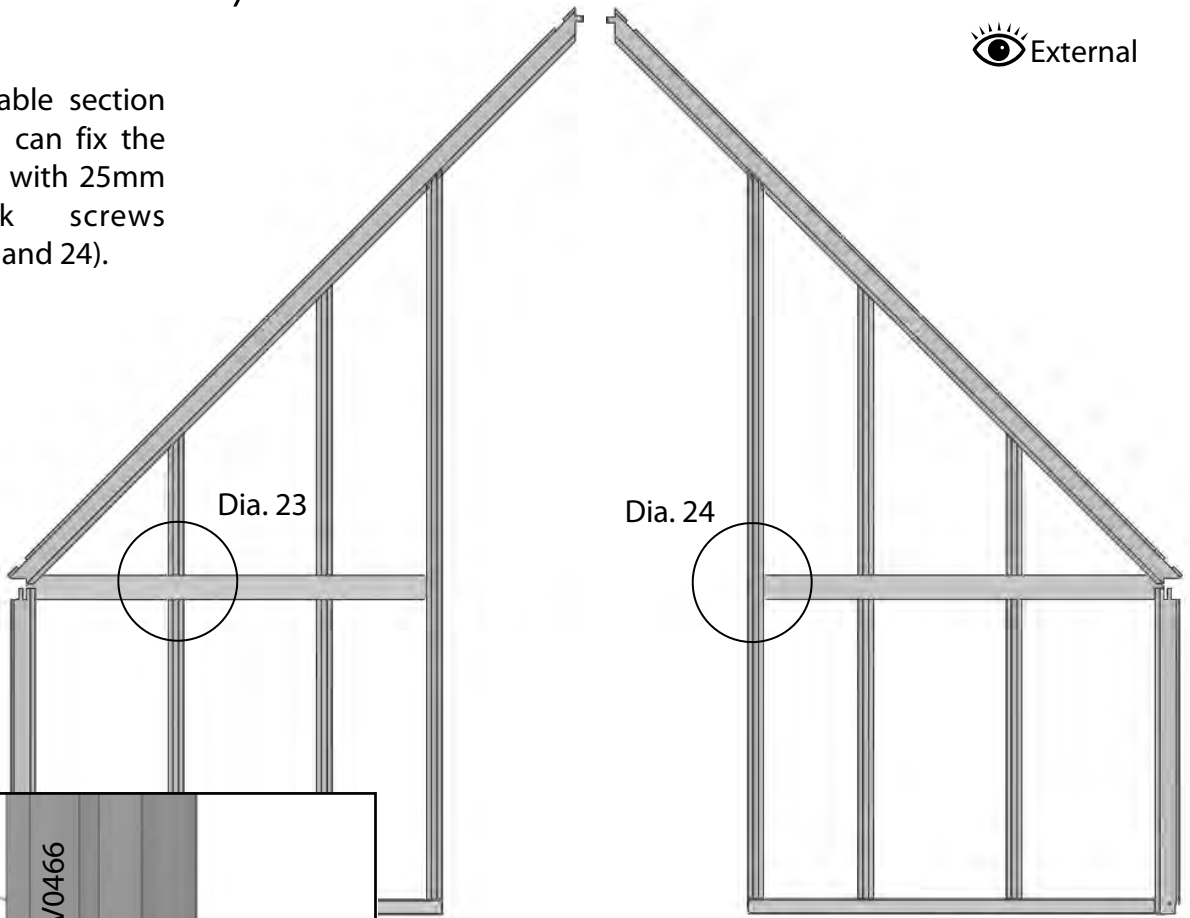 External
able section
can fix the
with 25mm
k screws
and 24).
Dia. 23
Dia. 24
V0466